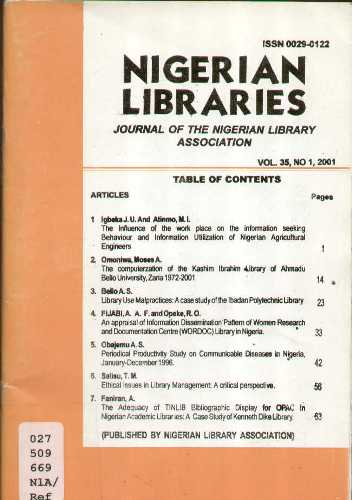 ISSN 0029-0122
NIGERIAN
LIBRARIES
JOURNAL OF THE NIGERIAN LIBRARY
ASSOCIATION
VOL. 35, NO 1, 2001
TABLE OF CONTENTS
ARTICLES Pages
1 Igbeka J. U. And Atinmo, M. I.
The Influence of the work place on the information seeking
Behaviour and Information Utilization of Nigerian Agricultural
Engineers 1
2. Omoniwa, Moses A.
The computerzation of the Kashim Ibrahim Library of Ahmadu
Bello University, Zaria 1972-2001 14
3. Bello A. S.
Library Use Malpractices: A case study of the Ibadan Polytechnic Library 23
4. FIJABI, A. A. F. and Opeke, R. O.
An appraisal of Information Dissemination Pattern of Women Research
and Documentation Centre (WORDOC) Library in Nigeria. 33
5. Obajemu A. S.
Periodical Productivity Study on Communicable Diseases in Nigeria,
January-December 1996. 42
6. Salisu, T. M.
Ethical Issues in Library Management: A critical perspective. 56
7. Faniran, A.
The Adequacy of TINLIB Bibliographic Display for OPAC in
Nigerian Academic Libraries: A Case Study of Kenneth Dike Library. 63
(PUBLISHED BY NIGERIAN LIBRARY ASSOCIATION)
027
509
669
N1A/
Ref